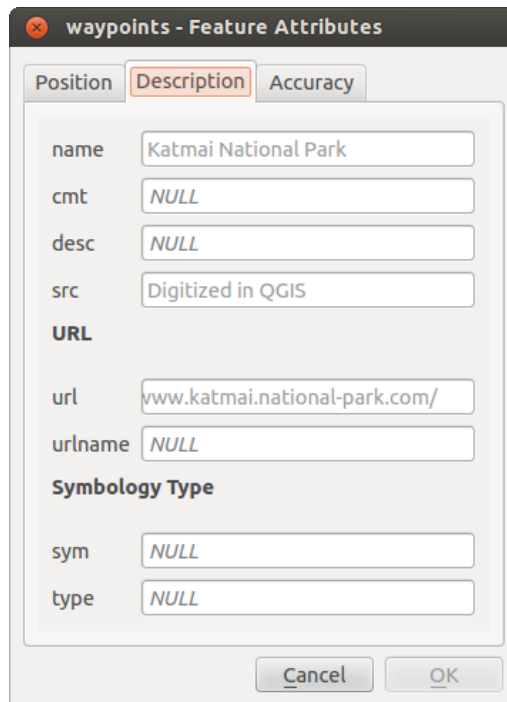 waypoints - Feature Attributes
Position Description Accuracy
name Katmai National Park
cmt NULL
desc NULL
src Digitized in QGIS
URL
url www.katmai.national-park.com/
urlname NULL
Symbology Type
sym NULL
type NULL
Cancel OK